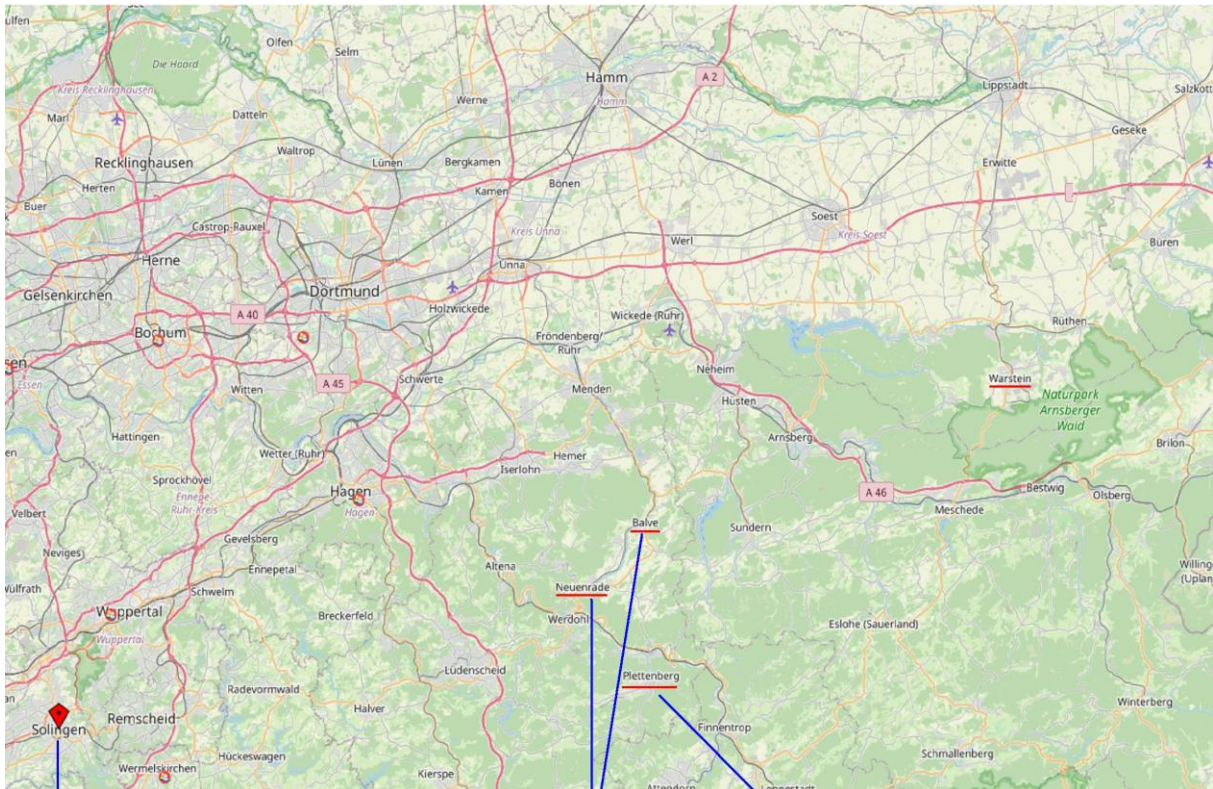 Olfen
Selm
Die Haard
Kreis Recklinghausen
Marl
Datteln
Werne
Hamm
Hamm
A 2
Lippstadt
Salzkott
Geseke
Recklinghausen
Waltrop
Lünen
Bergkamen
Bönen
Erwitte
Herten
Kamen
Buer
Castrop-Rauxel
Kreis Unna
Soest
Kreis Soest
Werl
Büren
Herne
Unna
Gelsenkirchen
Dortmund
Holzwickede
A 40
Wickede (Ruhr)
Rüthen
Bochum
Fröndenberg/
Ruhr
Essen
Witten
A 45
Schwerte
Menden
Neheim
Warstein
Hüsten
Naturpark
Arnsberger
Wald
Hattingen
Arnsberg
Brilon
Wetter (Ruhr)
Hemer
Iserlohn
Sprockhövel
Ennepe
Ruhr-Kreis
Hagen
Hagen
A 46
Bestwig
Olsberg
Meschede
Velbert
Balve
Sundern
Gevelsberg
Neviges
Ennepetal
Altena
Willing
(Uplan
Wülfrath
Schwelm
Neuenrade
Wuppertal
Wuppertal
Breckerfeld
Werdohl
Eslohe (Sauerland)
Lüdenscheid
Plettenberg
Radevormwald
Halver
Winterberg
Solingen
Remscheid
Finnentrop
Hückeswagen
Schmallenberg
Wermelskirchen
Kierspe
Attendorn
Lennestadt